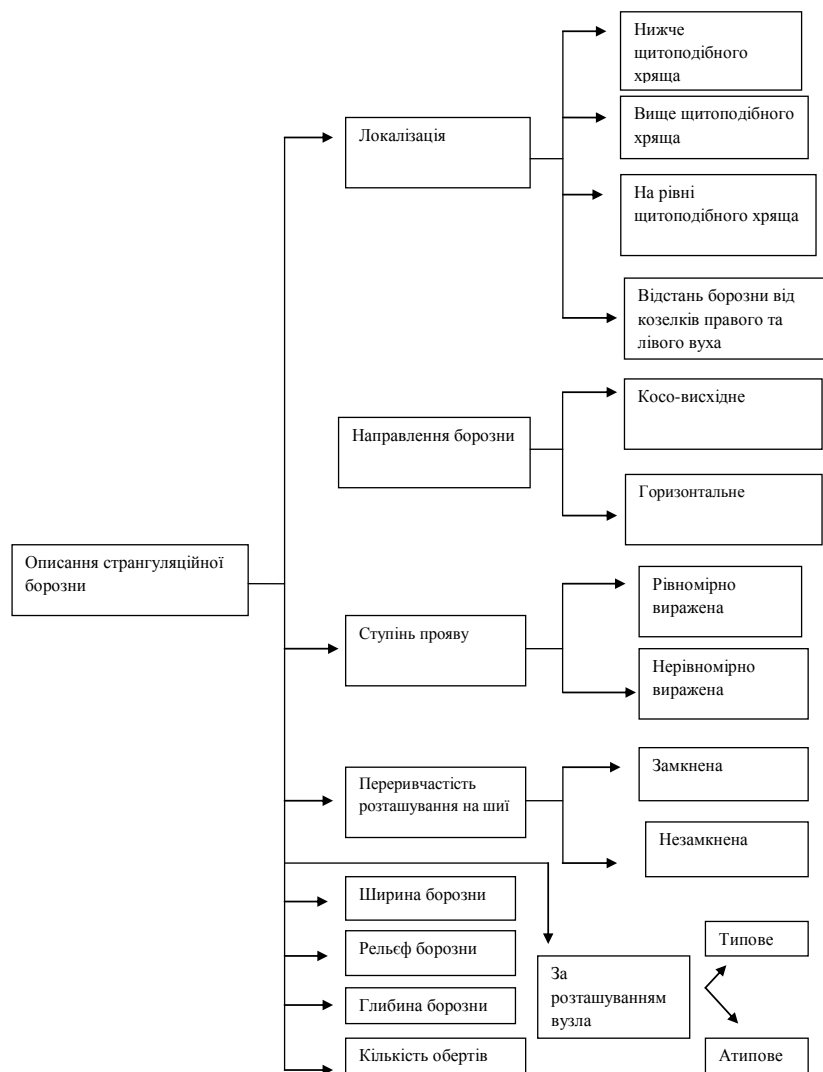 Описання странгуляційної
борозни
Локалізація
Нижче
щитоподібного
хряща
Вище щитоподібного
хряща
На рівні
щитоподібного хряща
Відстань борозни від
козелків правого та
лівого вуха
Направлення борозни
Косо-висхідне
Горизонтальне
Ступінь прояву
Рівномірно
виражена
Нерівномірно
виражена
Переривчастість
розташування на шиї
Замкнена
Незамкнена
Ширина борозни
Рельєф борозни
Глибина борозни
Кількість обертів
За
розташуванням
вузла
Типове
Атипове